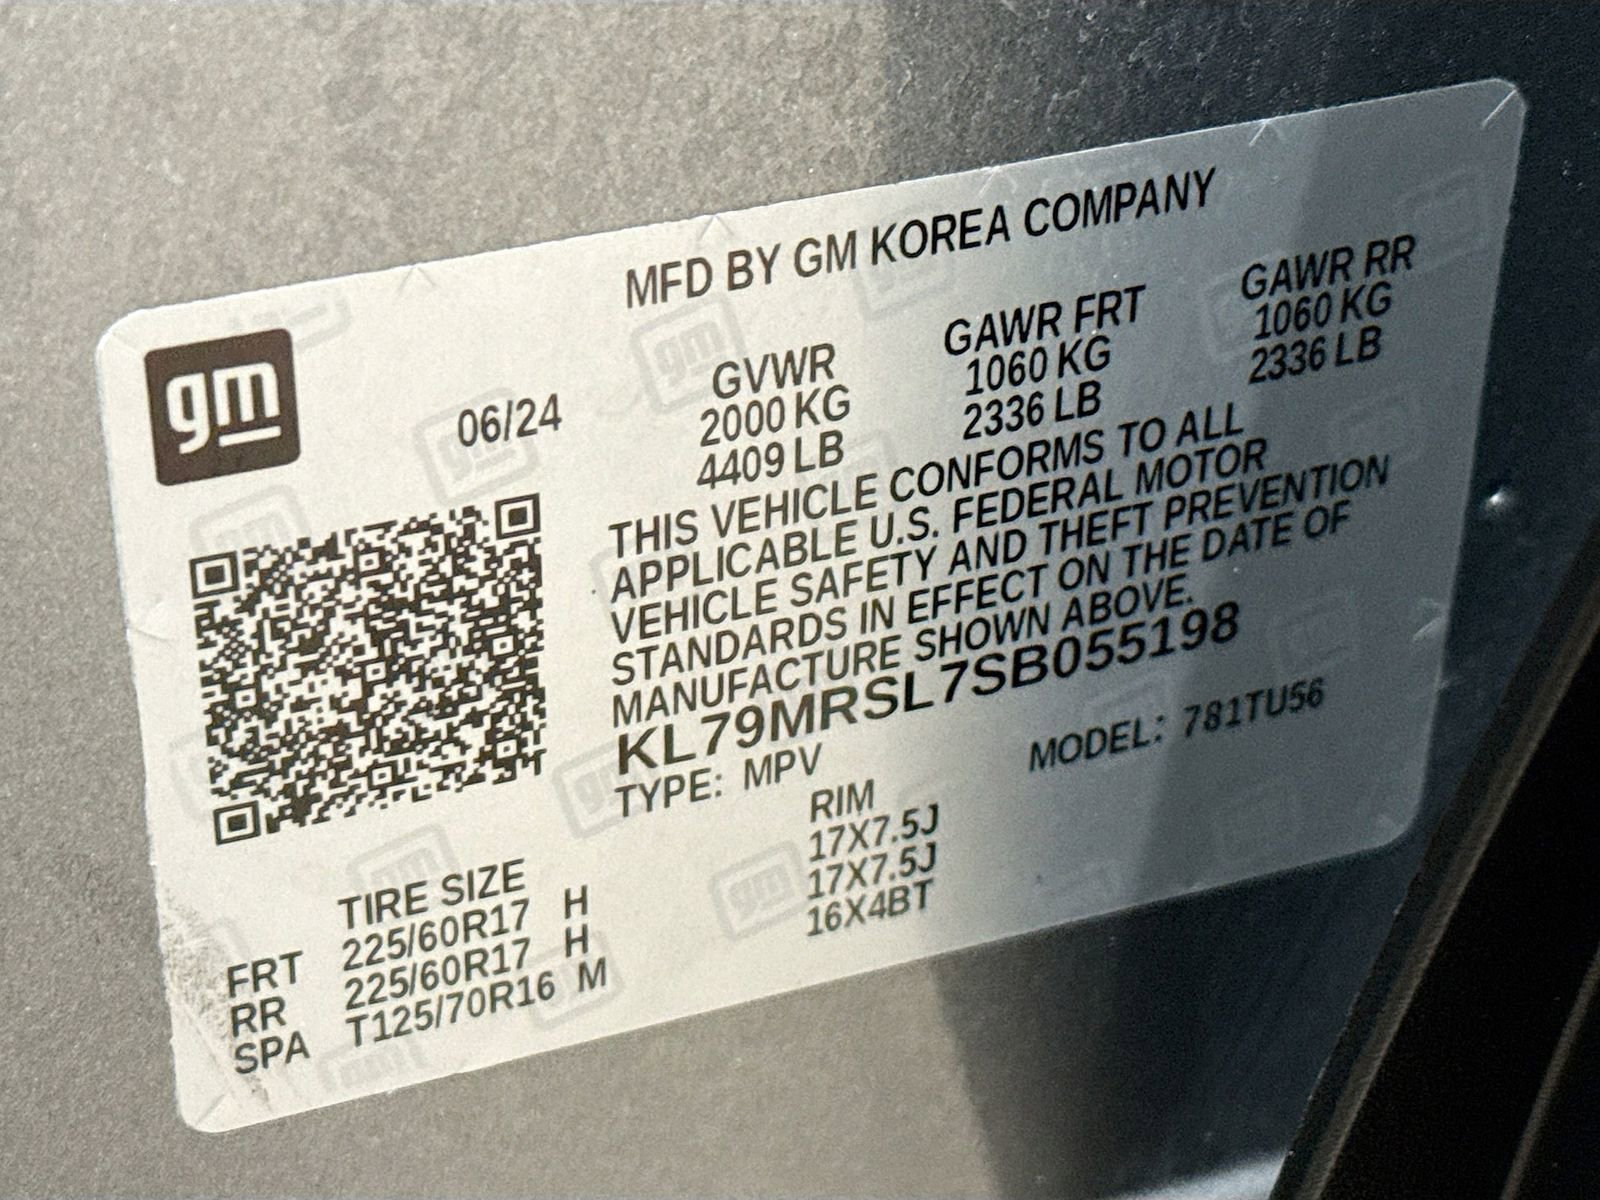 MFD BY GM KOREA COMPANY
gm
06/24
GVWR GAWR FRT GAWR RR
2000 KG 1060 KG 1060 KG
4409 LB 2336 LB 2336 LB
THIS VEHICLE CONFORMS TO ALL
APPLICABLE U.S. FEDERAL MOTOR
VEHICLE SAFETY AND THEFT PREVENTION
STANDARDS IN EFFECT ON THE DATE OF
MANUFACTURE SHOWN ABOVE.
KL79MRSL7SB055198
TYPE: MPV MODEL: 781TU56
TIRE SIZE RIM
FRT 225/60R17 H 17X7.5J
RR 225/60R17 H 17X7.5J
SPA T125/70R16 M 16X4BT